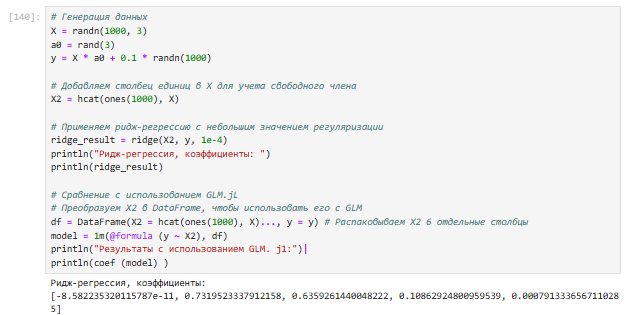 [140]:
# Генерация данных
X = randn(1000, 3)
a0 = rand(3)
y = X * a0 + 0.1 * randn(1000)
# Добавляем столбец единиц в X для учета свободного члена
X2 = hcat(ones(1000), X)
# Применяем ридж-регрессию с небольшим значением регуляризации
ridge_result = ridge(X2, y, 1e-4)
println("Ридж-регрессия, коэффициенты: ")
println(ridge_result)
# Сравнение с использованием GLM.jL
# Преобразуем X2 в DataFrame, чтобы использовать его с GLM
df = DataFrame(X2 = hcat(ones(1000), X)..., y = y) # Распаковываем X2 6 отдельные столбцы
model = 1m(@formula (y ~ X2), df)
println("Результаты с использованием GLM. j1:")
println(coef (model) )
Ридж-регрессия, коэффициенты:
[-8.582235320115787e-11, 0.7319523337912158, 0.6359261440048222, 0.10862924800959539, 0.000791333656711028
5]